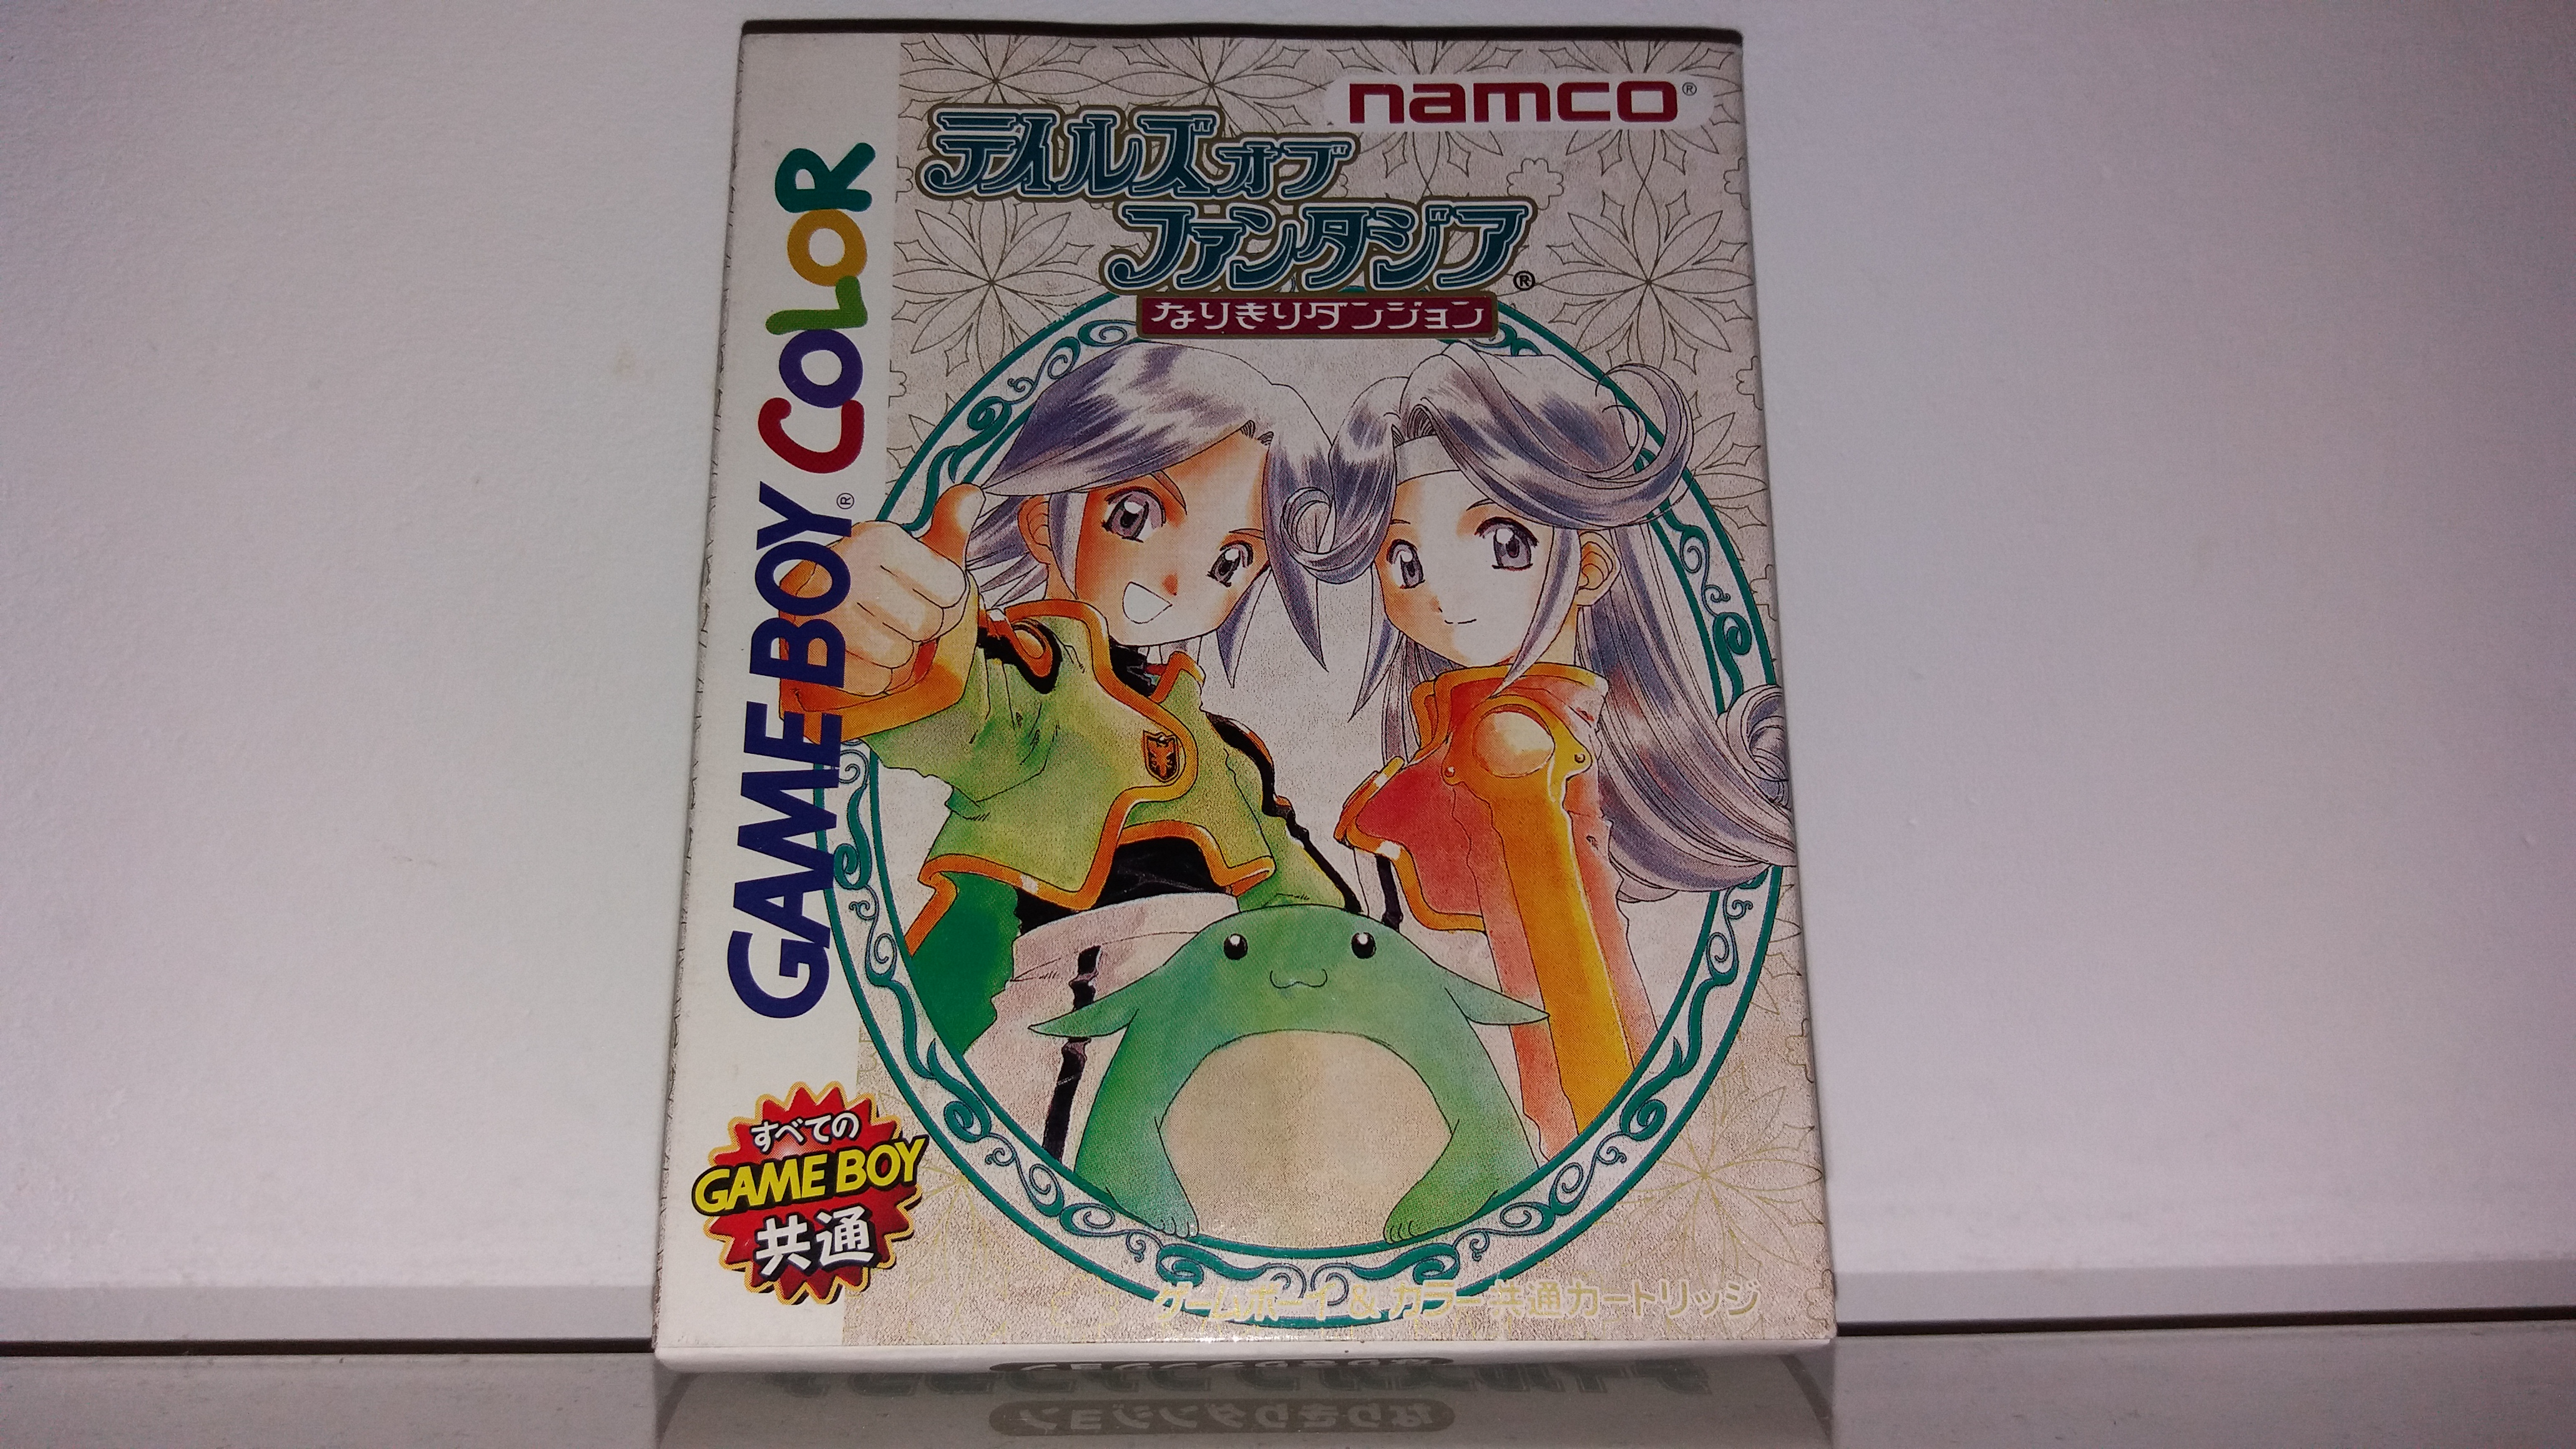 namco®
テイルズオブ
ファンタジア®
なりきりダンジョン
GAME BOY® COLOR
すべての
GAME BOY
共通
ゲームボーイ & カラー共通カートリッジ